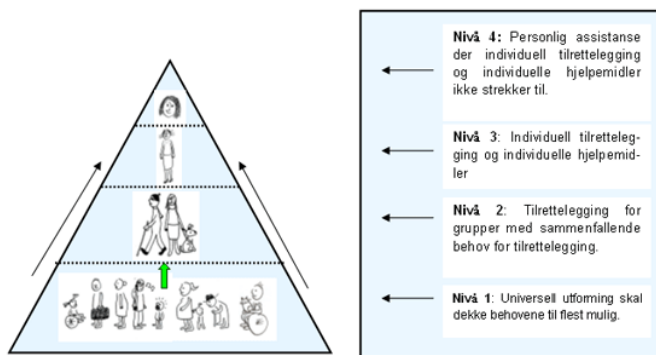 Nivå 4: Personlig assistanse
der individuell tilrettelegging
og individuelle hjelpemidler
ikke strekker til.
Nivå 3: Individuell tilretteleg-
ging og individuelle hjelpemid-
ler
Nivå 2: Tilrettelegging for
grupper med sammenfallende
behov for tilrettelegging.
Nivå 1: Universell utforming skal
dekke behovene til flest mulig.